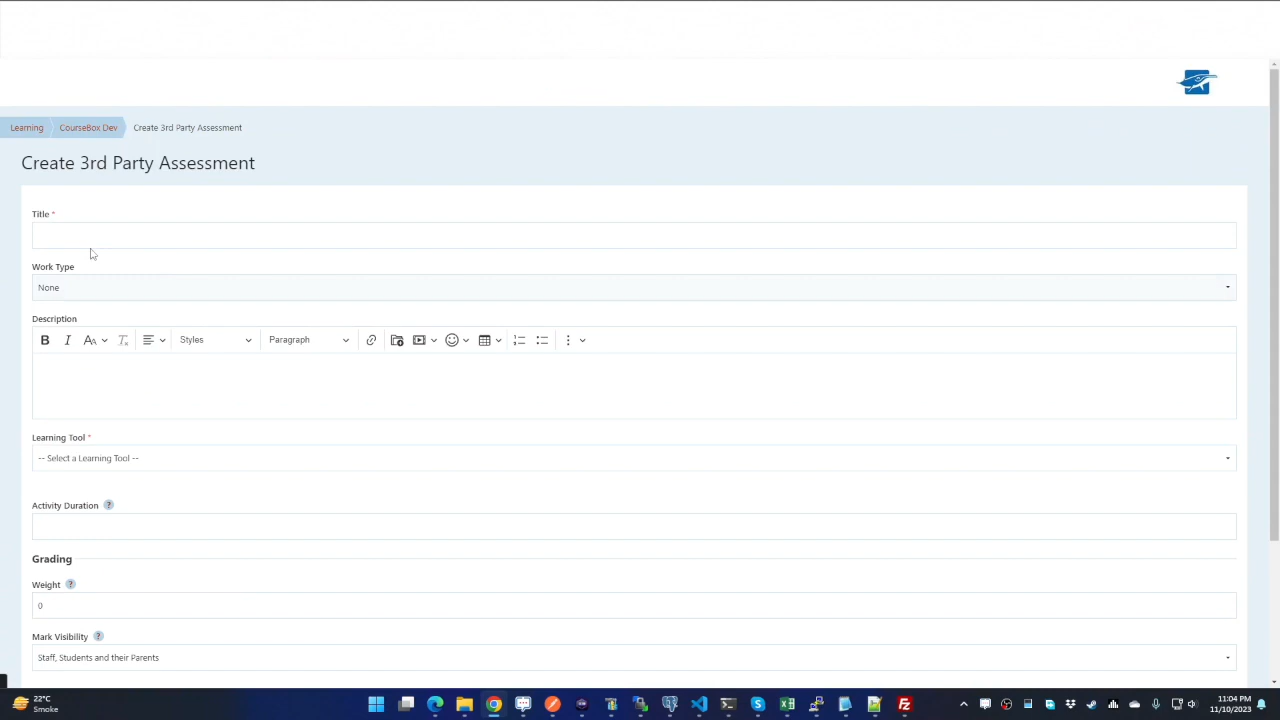 Learning CourseBox Dev Create 3rd Party Assessment
Create 3rd Party Assessment
Title *
Work Type
None
Description
B I AA Tx Styles Paragraph
Learning Tool *
-- Select a Learning Tool --
Activity Duration ?
Grading
Weight ?
0
Mark Visibility ?
Staff, Students and their Parents
22°C
Smoke
11:04 PM
11/10/2023